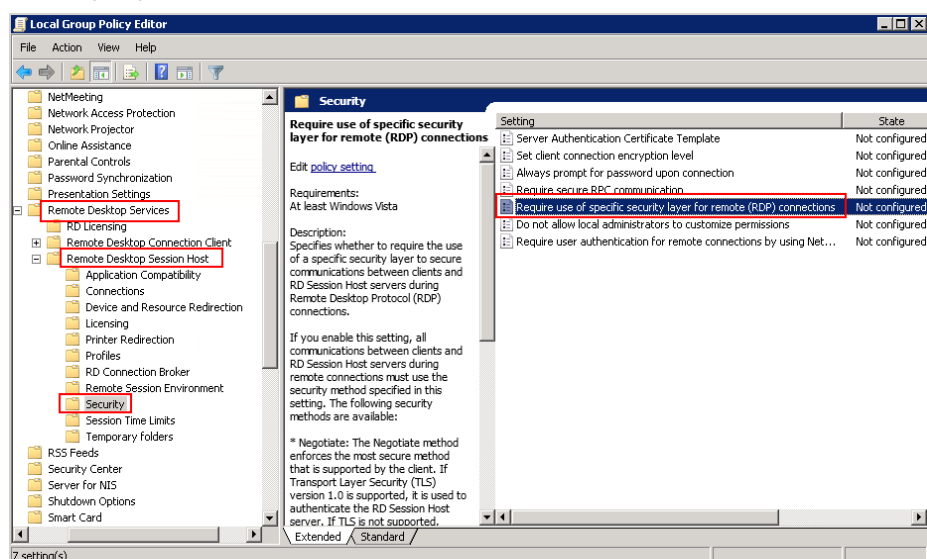 Local Group Policy Editor
File Action View Help
NetMeeting
Network Access Protection
Network Projector
Online Assistance
Parental Controls
Password Synchronization
Presentation Settings
Remote Desktop Services
RD Licensing
Remote Desktop Connection Client
Remote Desktop Session Host
Application Compatibility
Connections
Device and Resource Redirection
Licensing
Printer Redirection
Profiles
RD Connection Broker
Remote Session Environment
Security
Session Time Limits
Temporary folders
RSS Feeds
Security Center
Server for NIS
Shutdown Options
Smart Card
Security
Require use of specific security
layer for remote (RDP) connections
Edit policy setting
Requirements:
At least Windows Vista
Description:
Specifies whether to require the use
of a specific security layer to secure
communications between clients and
RD Session Host servers during
Remote Desktop Protocol (RDP)
connections.
If you enable this setting, all
communications between clients and
RD Session Host servers during
remote connections must use the
security method specified in this
setting. The following security
methods are available:
* Negotiate: The Negotiate method
enforces the most secure method
that is supported by the client. If
Transport Layer Security (TLS)
version 1.0 is supported, it is used to
authenticate the RD Session Host
server. If TLS is not supported,
Setting State
Server Authentication Certificate Template Not configured
Set client connection encryption level Not configured
Always prompt for password upon connection Not configured
Require secure RPC communication Not configured
Require use of specific security layer for remote (RDP) connections Not configured
Do not allow local administrators to customize permissions Not configured
Require user authentication for remote connections by using Net... Not configured
Extended Standard
7 setting(s)